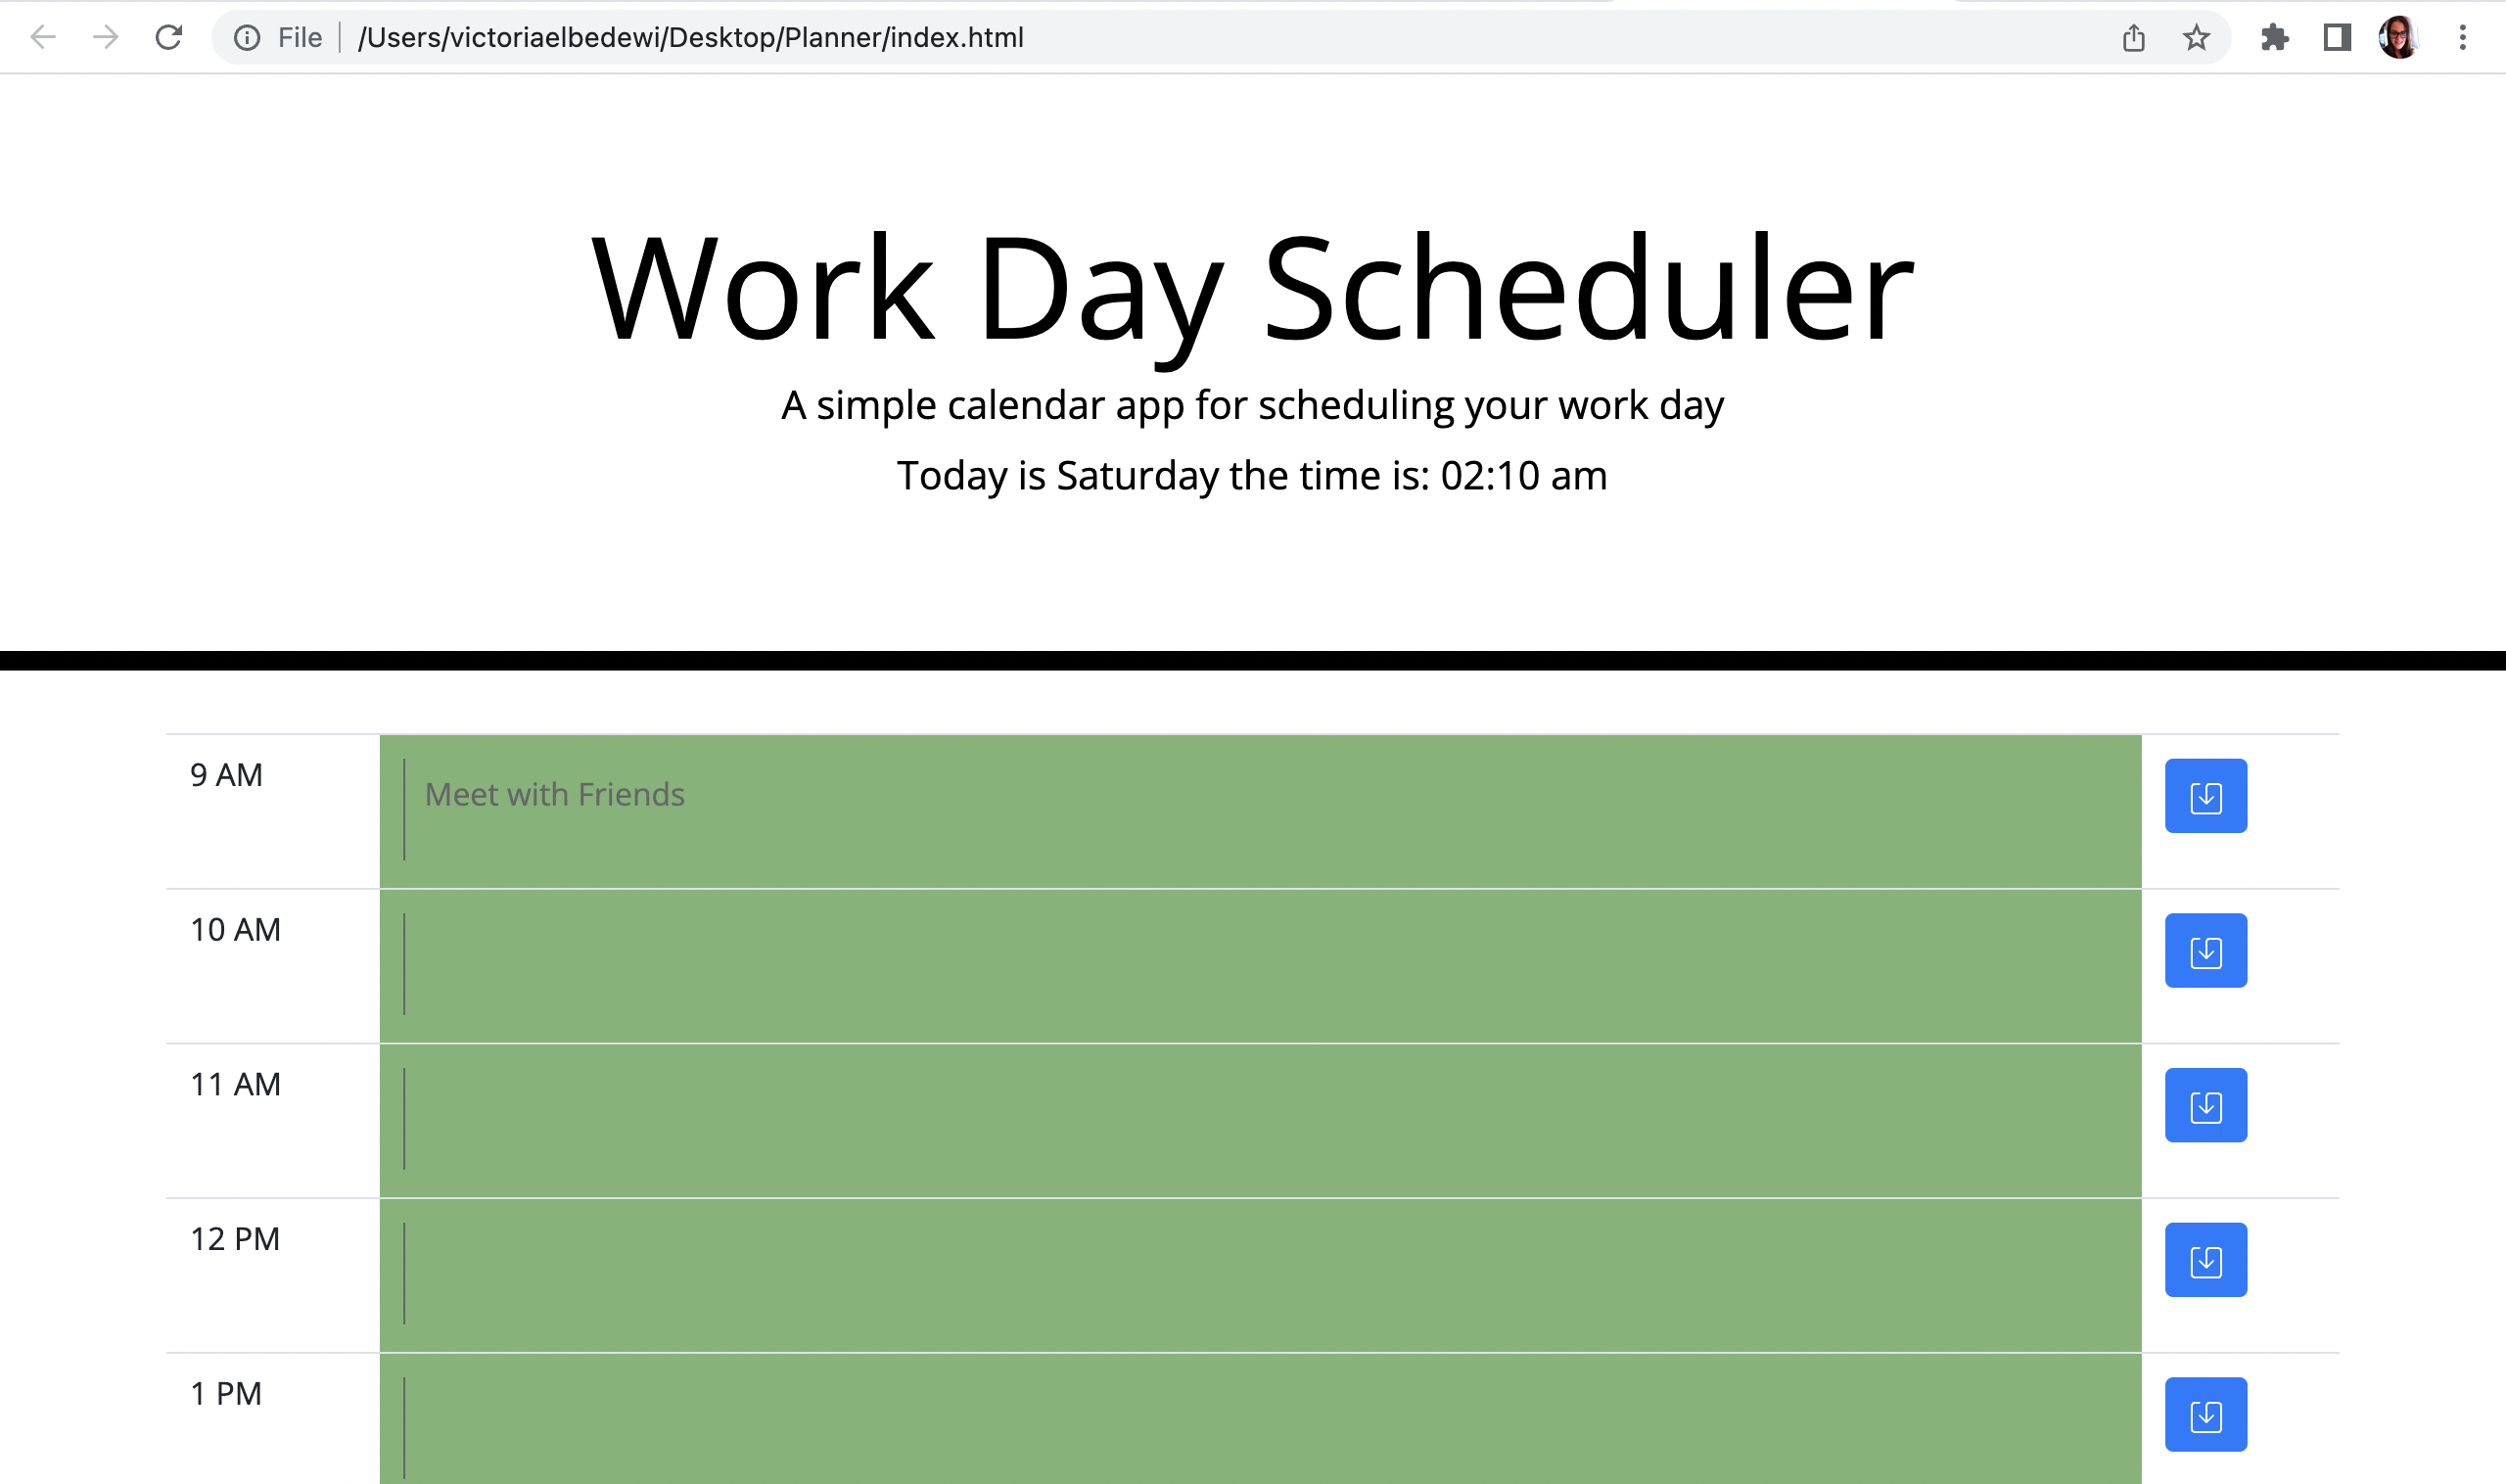 File /Users/victoriaelbedewi/Desktop/Planner/index.html
Work Day Scheduler
A simple calendar app for scheduling your work day
Today is Saturday the time is: 02:10 am
9 AM
Meet with Friends
10 AM
11 AM
12 PM
1 PM